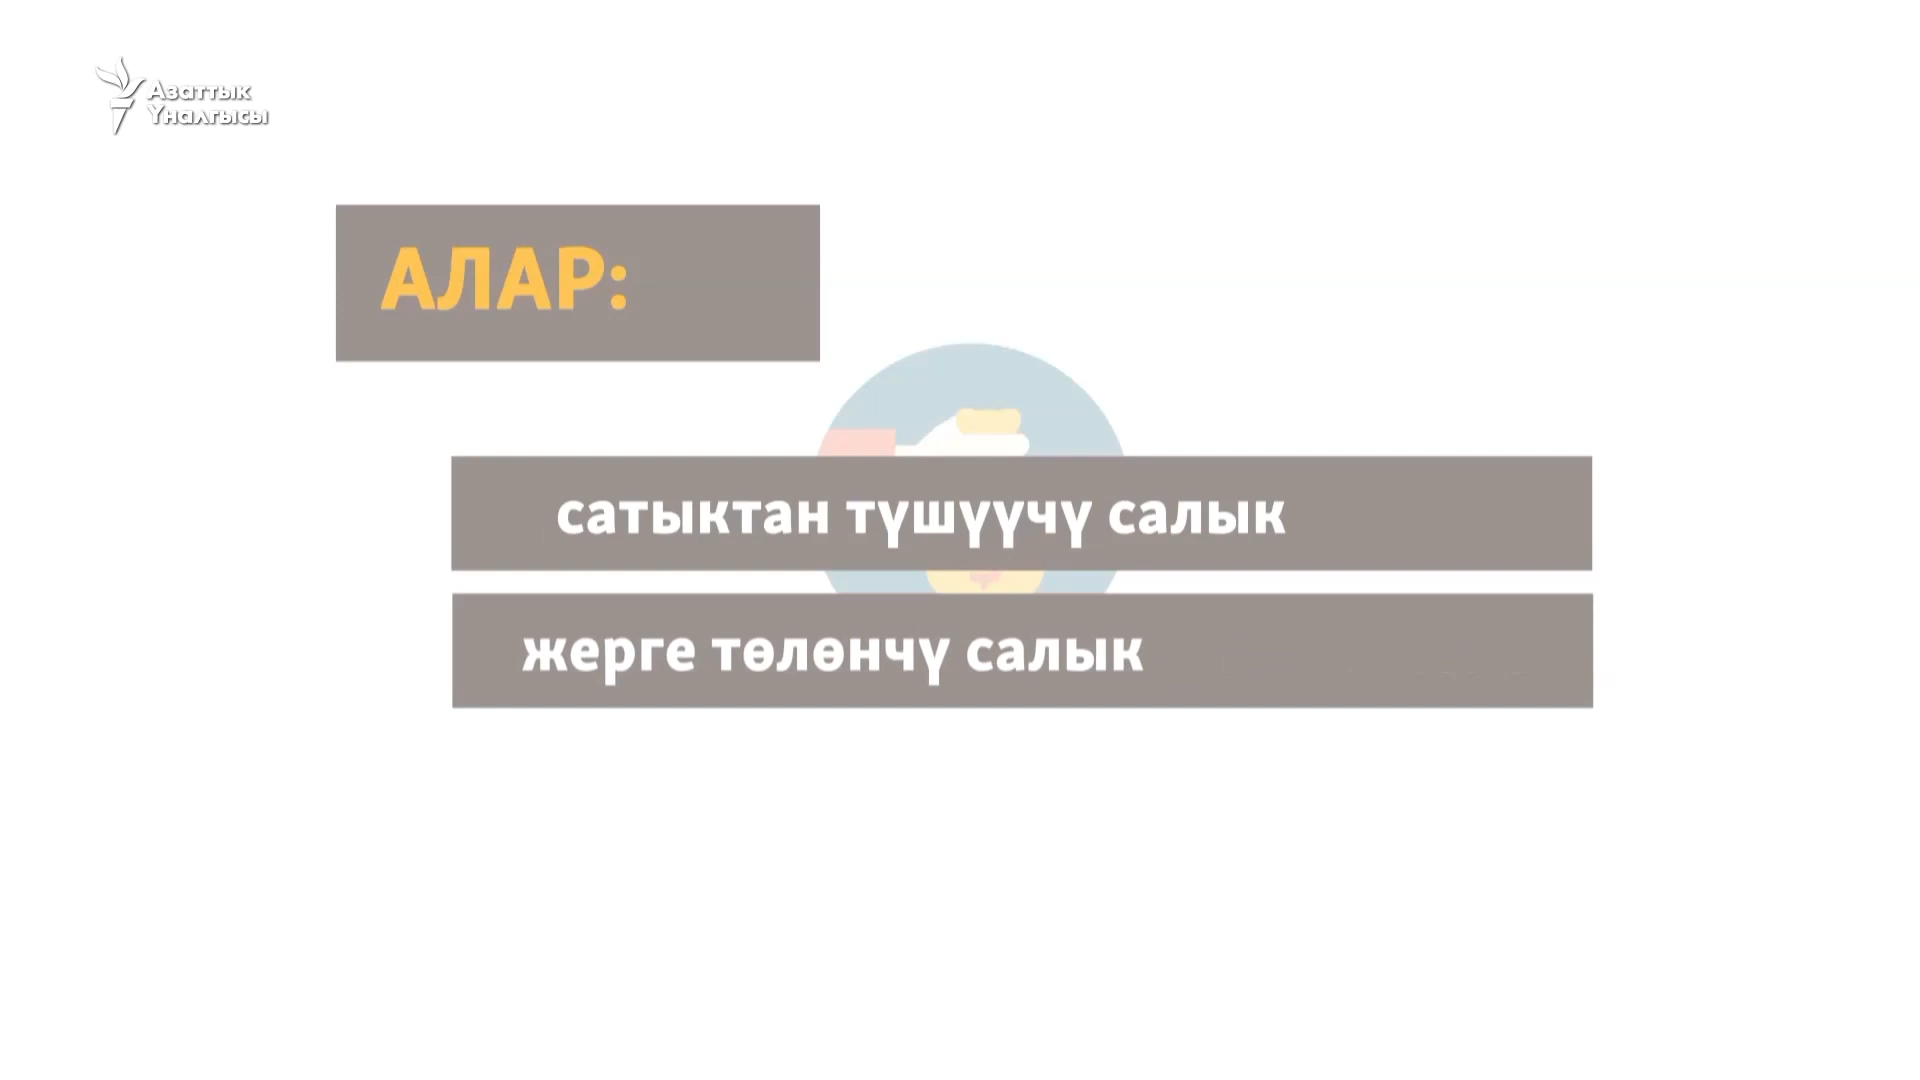 Азаттык
Үналгысы
АЛАР:
сатыктан түшүүчү салык
жерге төлөнчү салык